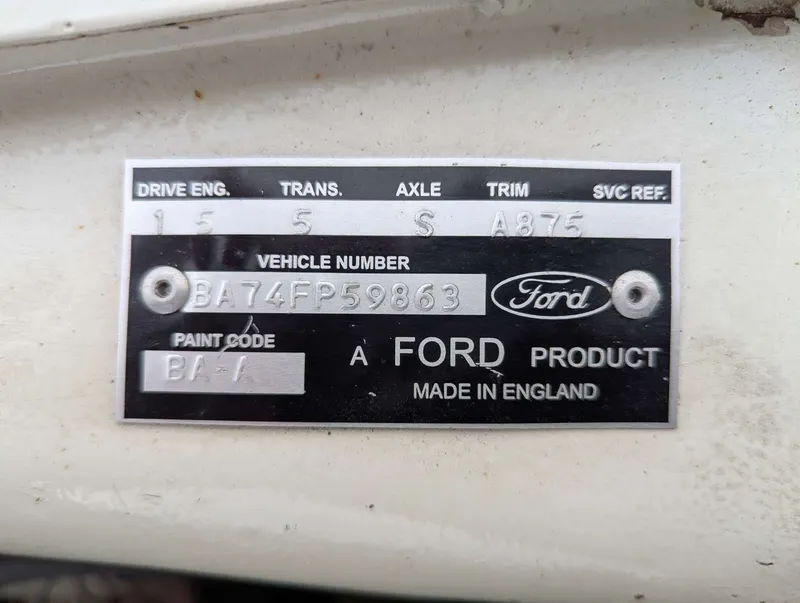 DRIVE ENG. TRANS. AXLE TRIM SVC REF.
1 5 5 S A875
VEHICLE NUMBER
BA74FP59863
Ford
PAINT CODE
BA-A
A FORD PRODUCT
MADE IN ENGLAND